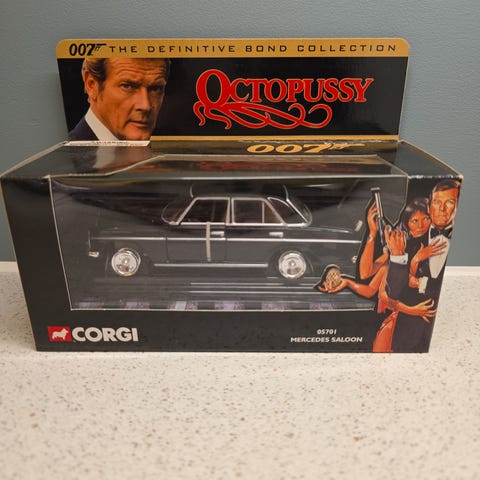 007 THE DEFINITIVE BOND COLLECTION
OCTOPUSSY
007
CORGI
05701
MERCEDES SALOON